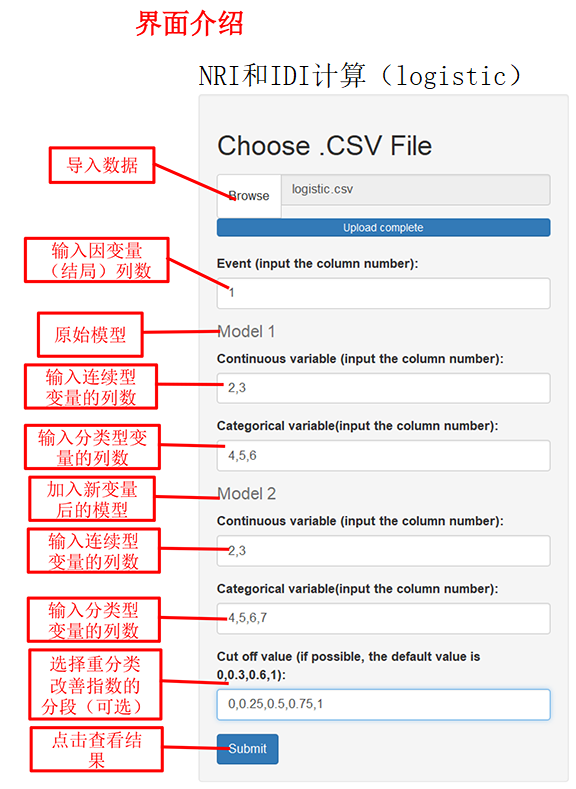 界面介绍
NRI和IDI计算（logistic）
Choose .CSV File
导入数据
Browse
logistic.csv
Upload complete
输入因变量
（结局）列数
Event (input the column number):
1
原始模型
Model 1
Continuous variable (input the column number):
输入连续型
变量的列数
2,3
Categorical variable(input the column number):
输入分类型变
量的列数
4,5,6
加入新变量
后的模型
Model 2
Continuous variable (input the column number):
输入连续型
变量的列数
2,3
Categorical variable(input the column number):
输入分类型
变量的列数
4,5,6,7
选择重分类
改善指数的
分段（可选）
Cut off value (if possible, the default value is
0,0.3,0.6,1):
0,0.25,0.5,0.75,1
点击查看结
果
Submit